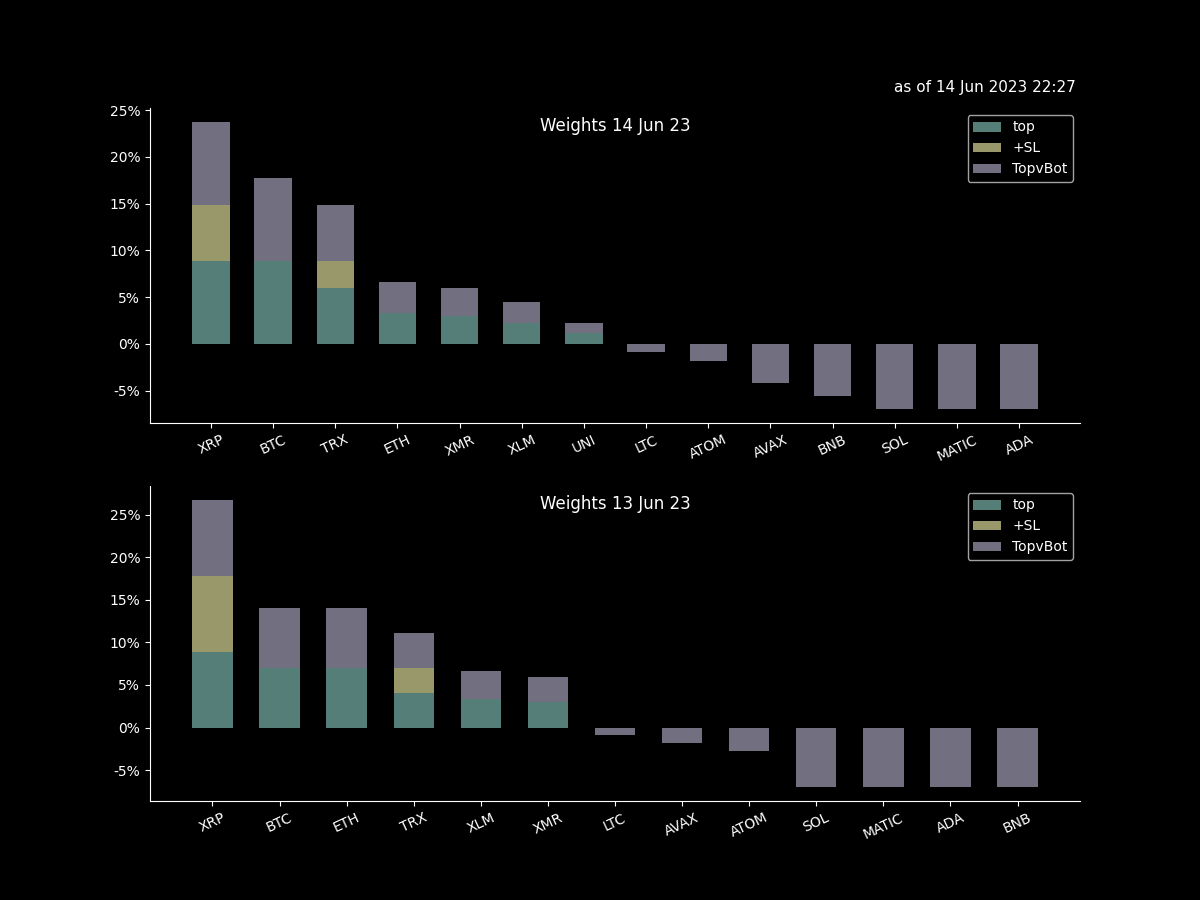 as of 14 Jun 2023 22:27
Weights 14 Jun 23
25%
20%
15%
10%
5%
0%
-5%
top
+SL
TopvBot
XRP BTC TRX ETH XMR XLM UNI LTC ATOM AVAX BNB SOL MATIC ADA
Weights 13 Jun 23
25%
20%
15%
10%
5%
0%
-5%
top
+SL
TopvBot
XRP BTC ETH TRX XLM XMR LTC AVAX ATOM SOL MATIC ADA BNB